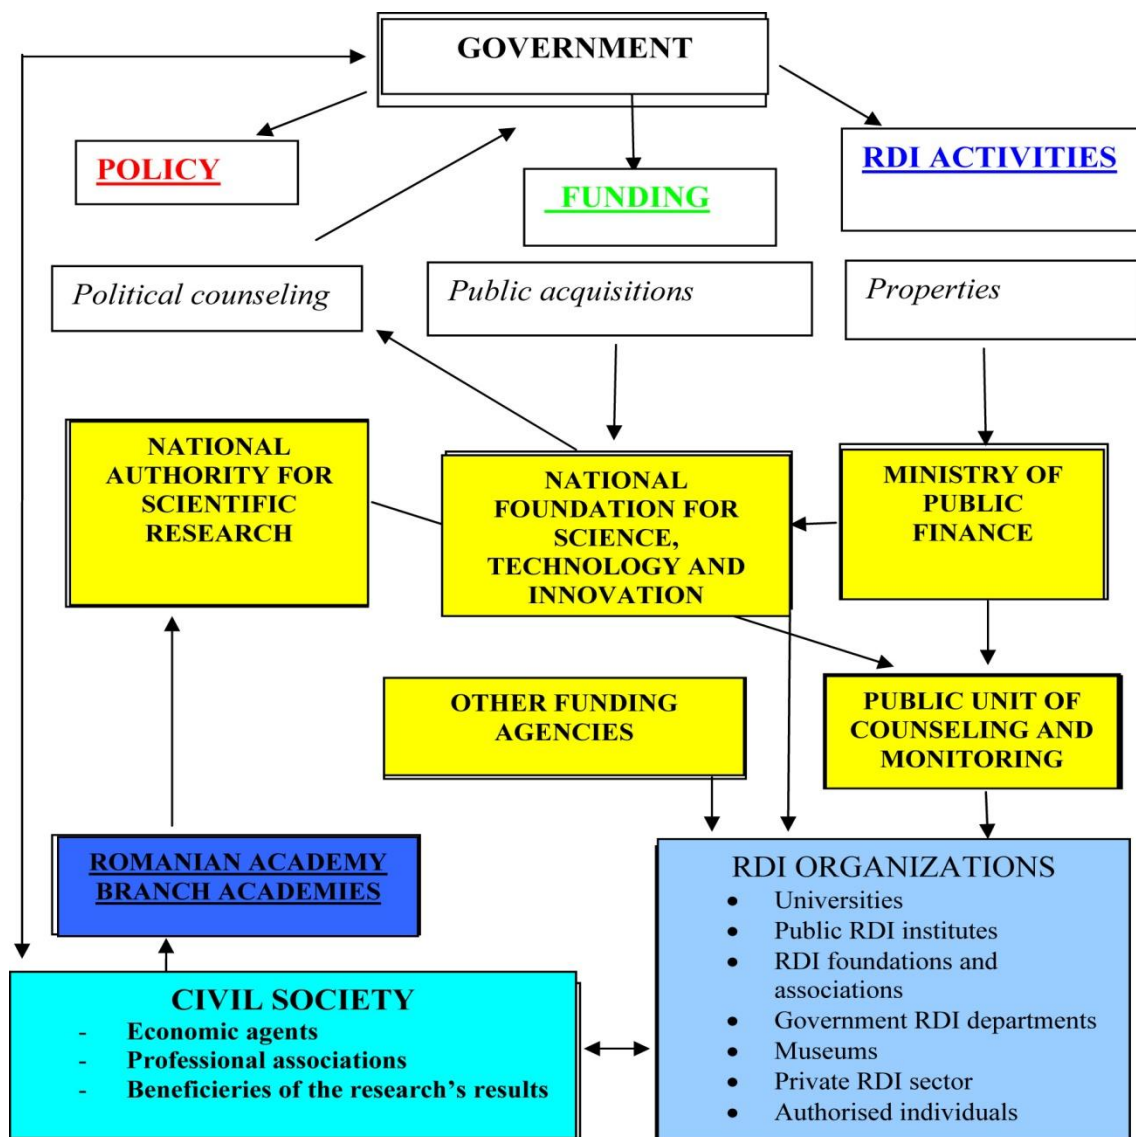 GOVERNMENT
POLICY
FUNDING
RDI ACTIVITIES
Political counseling
Public acquisitions
Properties
NATIONAL
AUTHORITY FOR
SCIENTIFIC
RESEARCH
NATIONAL
FOUNDATION FOR
SCIENCE,
TECHNOLOGY AND
INNOVATION
MINISTRY OF
PUBLIC
FINANCE
OTHER FUNDING
AGENCIES
PUBLIC UNIT OF
COUNSELING AND
MONITORING
ROMANIAN ACADEMY
BRANCH ACADEMIES
RDI ORGANIZATIONS
• Universities
• Public RDI institutes
• RDI foundations and
associations
• Government RDI departments
• Museums
• Private RDI sector
• Authorised individuals
CIVIL SOCIETY
- Economic agents
- Professional associations
- Beneficieries of the research’s results